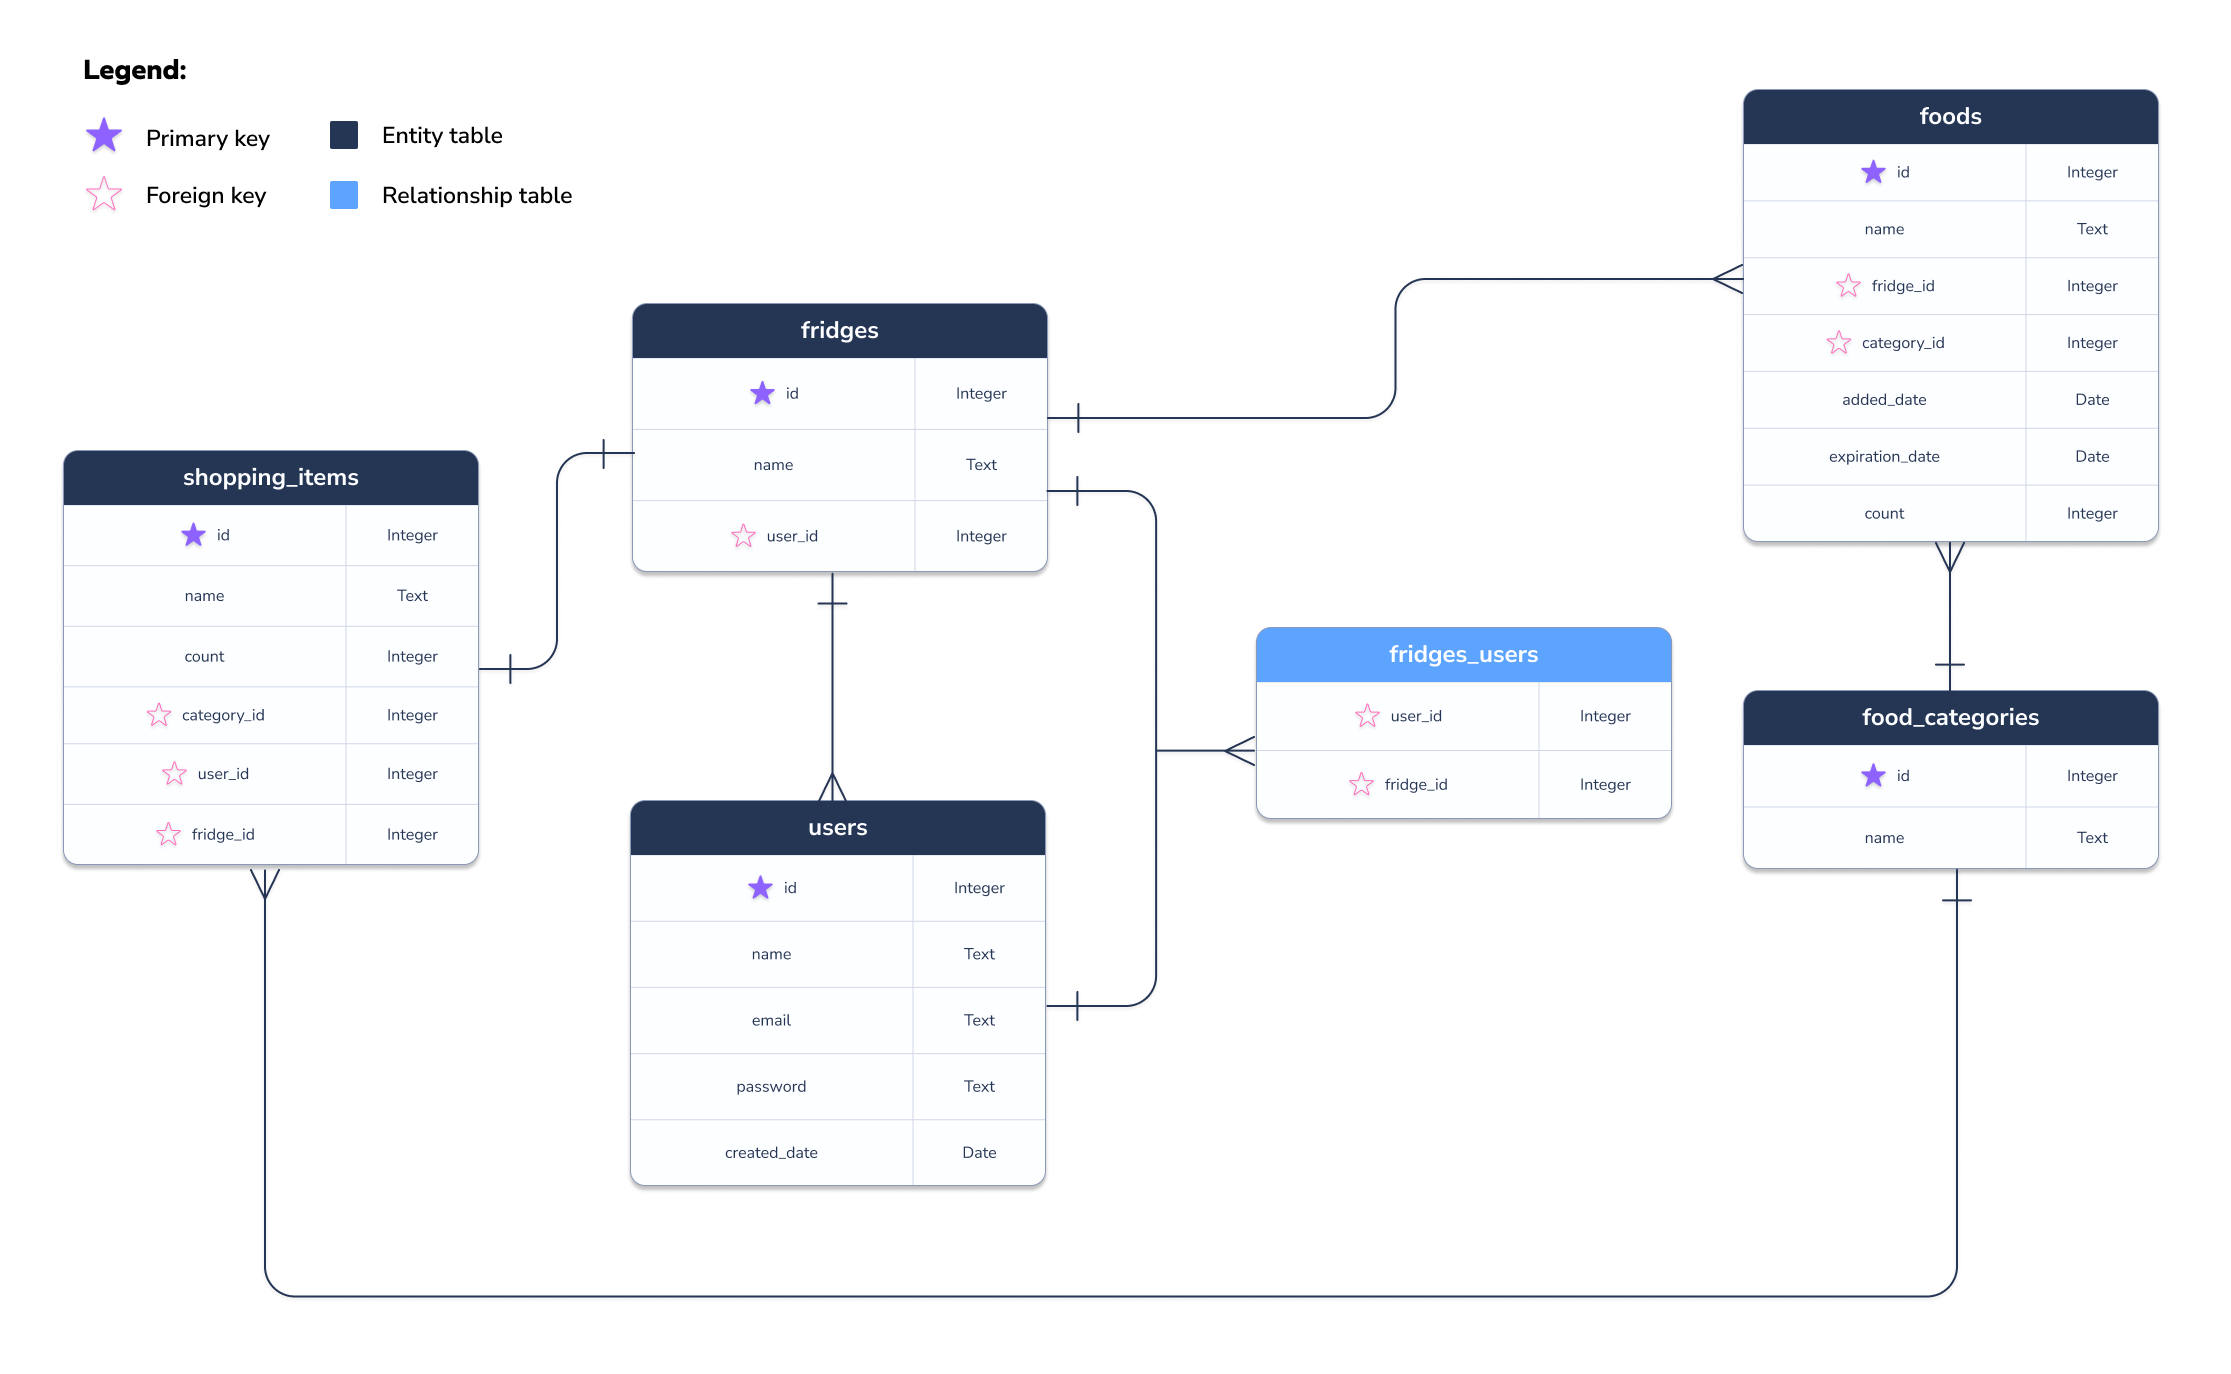 Legend:
Primary key
Entity table
Foreign key
Relationship table
foods
id Integer
name Text
fridge_id Integer
category_id Integer
added_date Date
expiration_date Date
count Integer
fridges
id Integer
name Text
user_id Integer
shopping_items
id Integer
name Text
count Integer
category_id Integer
user_id Integer
fridge_id Integer
fridges_users
user_id Integer
fridge_id Integer
food_categories
id Integer
name Text
users
id Integer
name Text
email Text
password Text
created_date Date